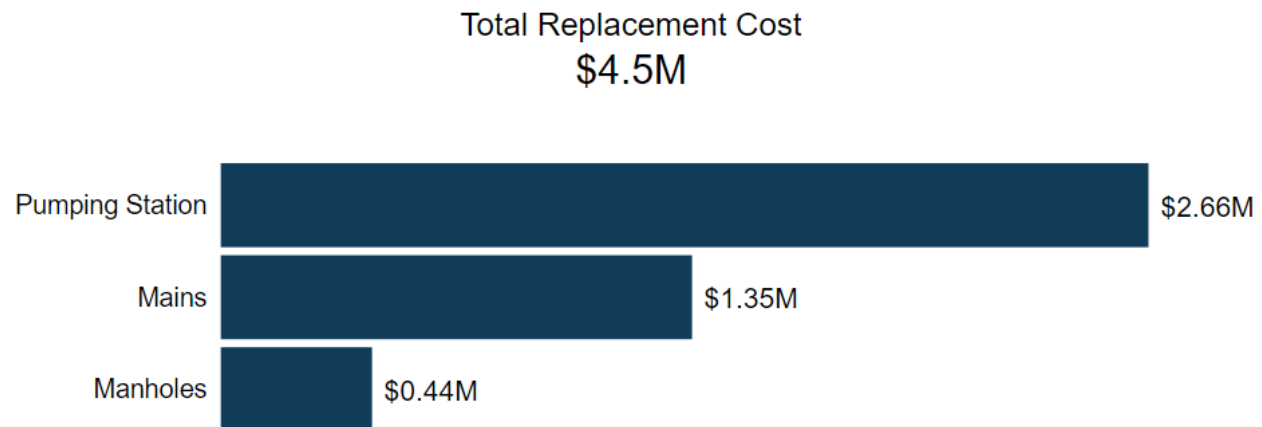 Total Replacement Cost
$4.5M
Pumping Station $2.66M
Mains $1.35M
Manholes $0.44M